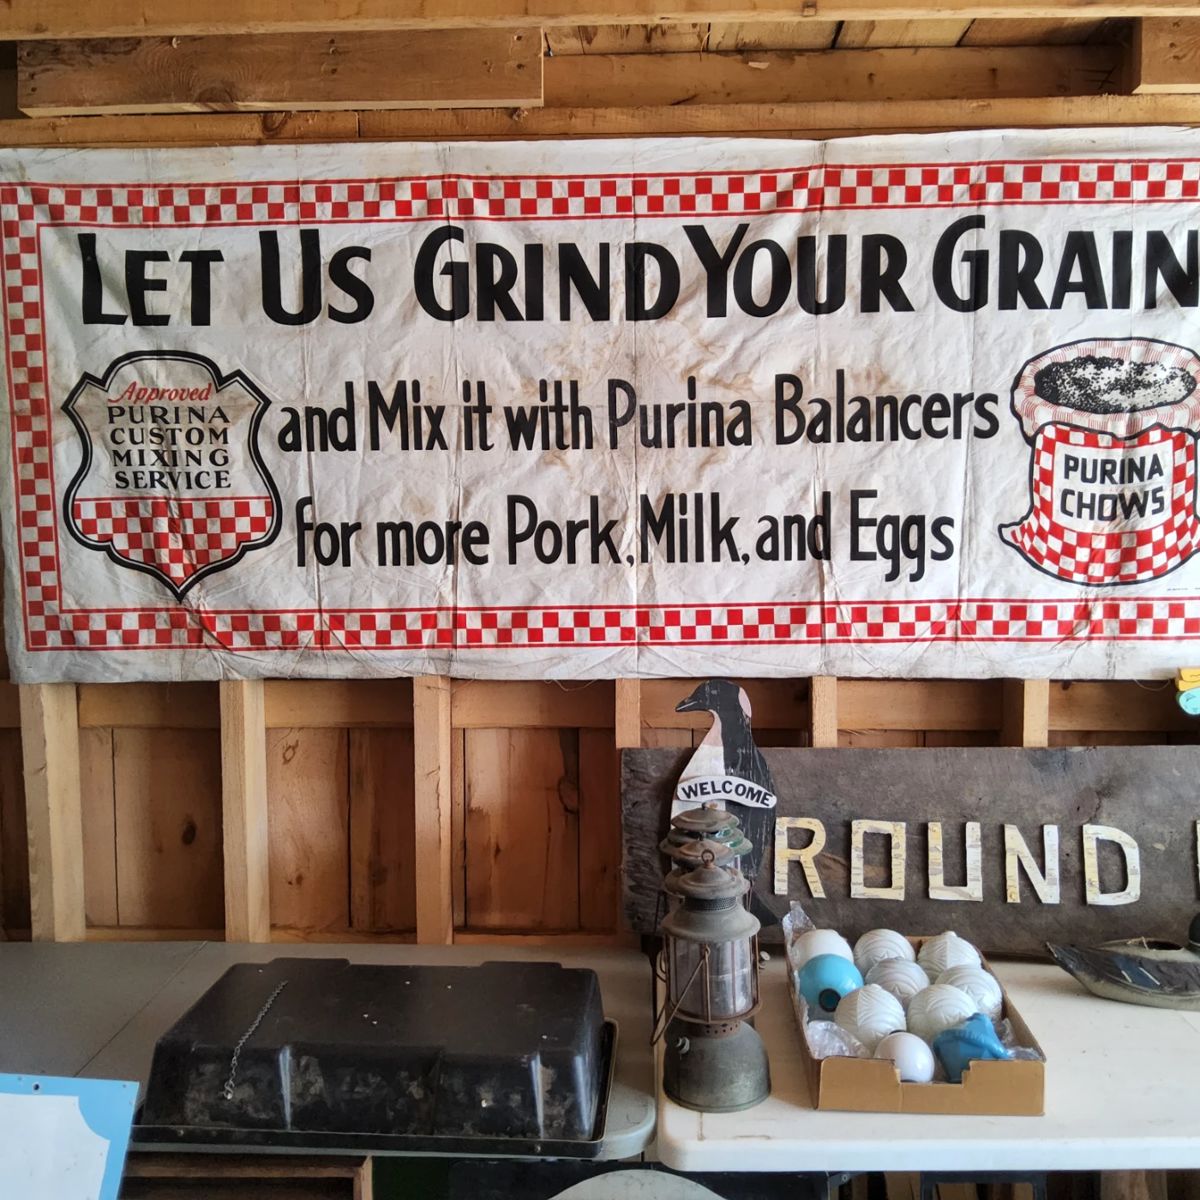 LET US GRIND YOUR GRAIN
Approved
PURINA
CUSTOM
MIXING
SERVICE
and Mix it with Purina Balancers
for more Pork, Milk, and Eggs
PURINA
CHOWS
WELCOME
ROUND